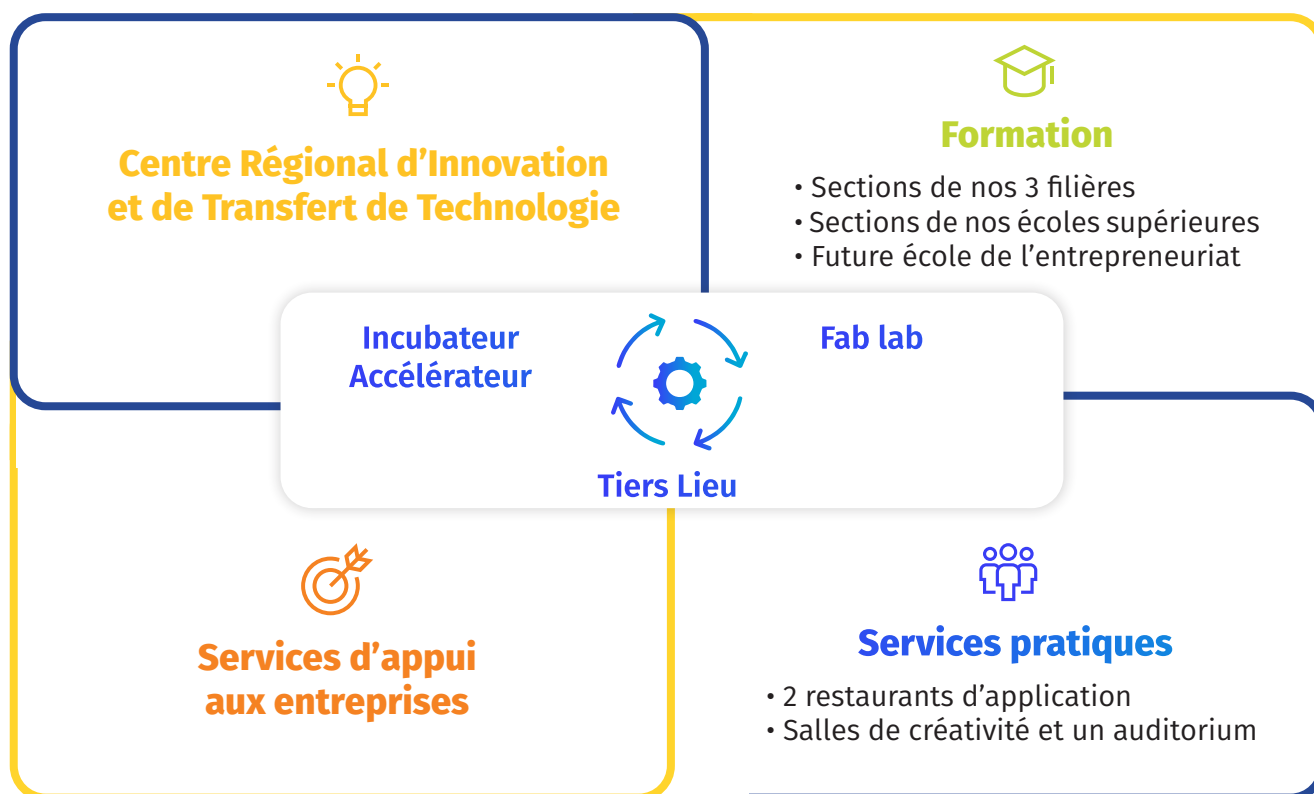 Centre Régional d’Innovation
et de Transfert de Technologie
Formation
• Sections de nos 3 filières
• Sections de nos écoles supérieures
• Future école de l’entrepreneuriat
Incubateur
Accélérateur
Fab lab
Tiers Lieu
Services d’appui
aux entreprises
Services pratiques
• 2 restaurants d’application
• Salles de créativité et un auditorium